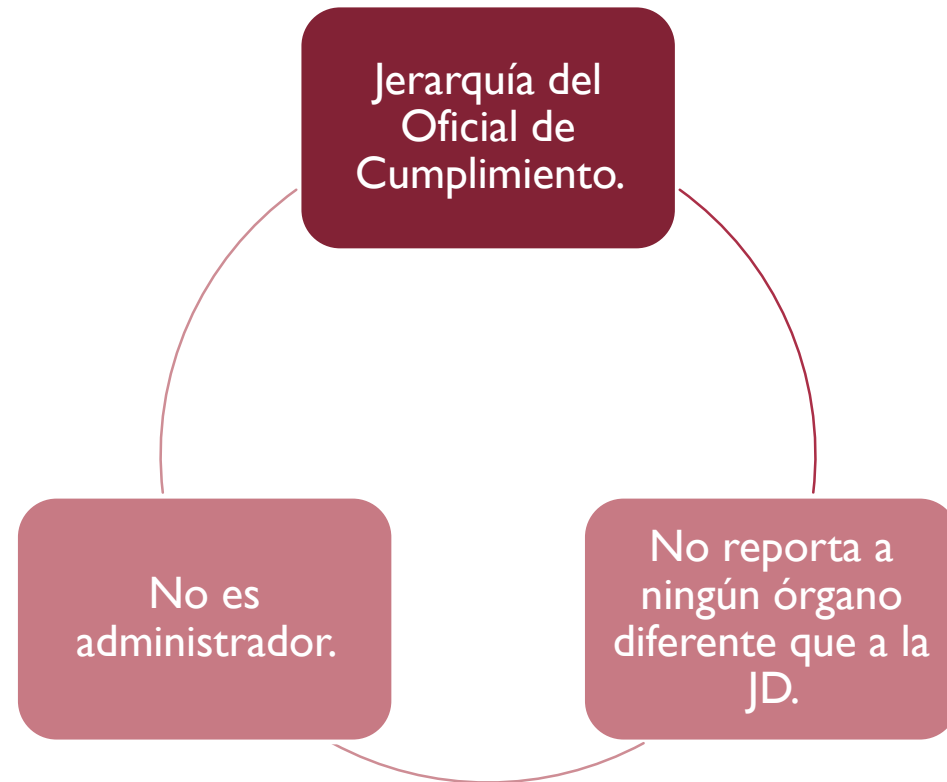 Jerarquía del
Oficial de
Cumplimiento.
No es
administrador.
No reporta a
ningún órgano
diferente que a la
JD.